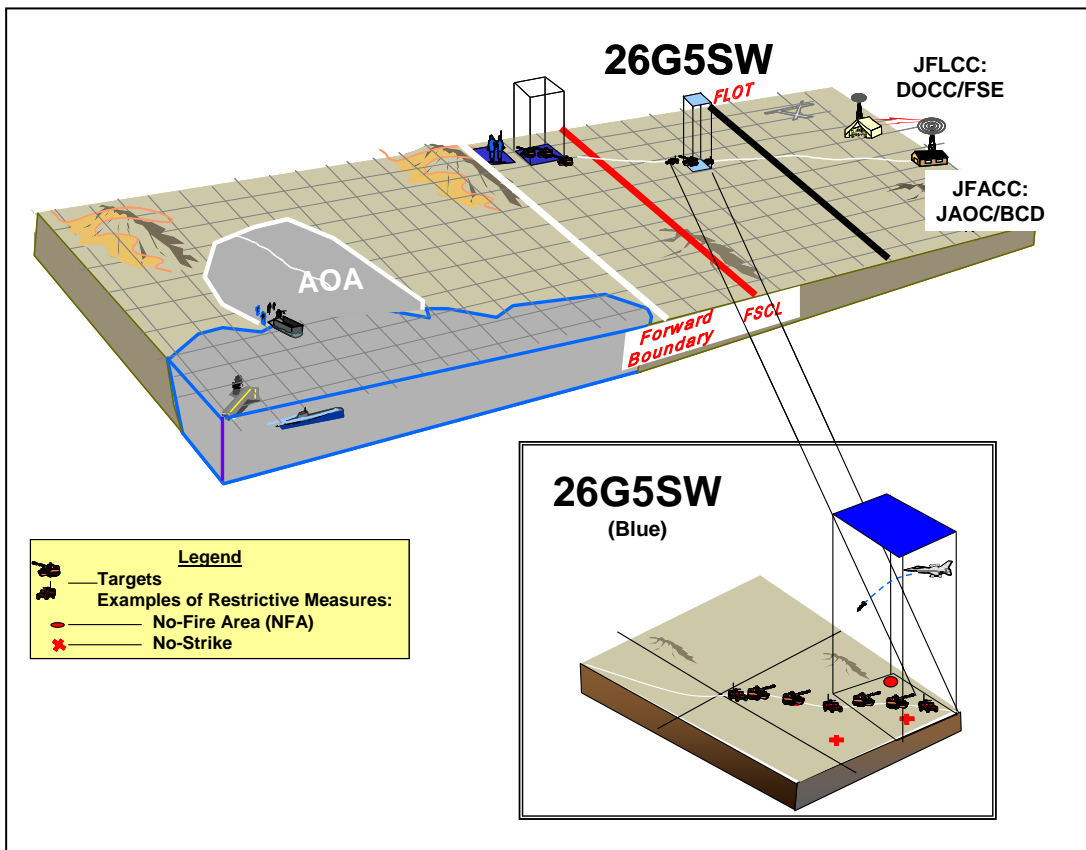 26G5SW
FLOT
JFLCC:
DOCC/FSE
JFACC:
JAOC/BCD
AOA
Forward
Boundary
FSCL
26G5SW
(Blue)
Legend
Targets
Examples of Restrictive Measures:
No-Fire Area (NFA)
No-Strike